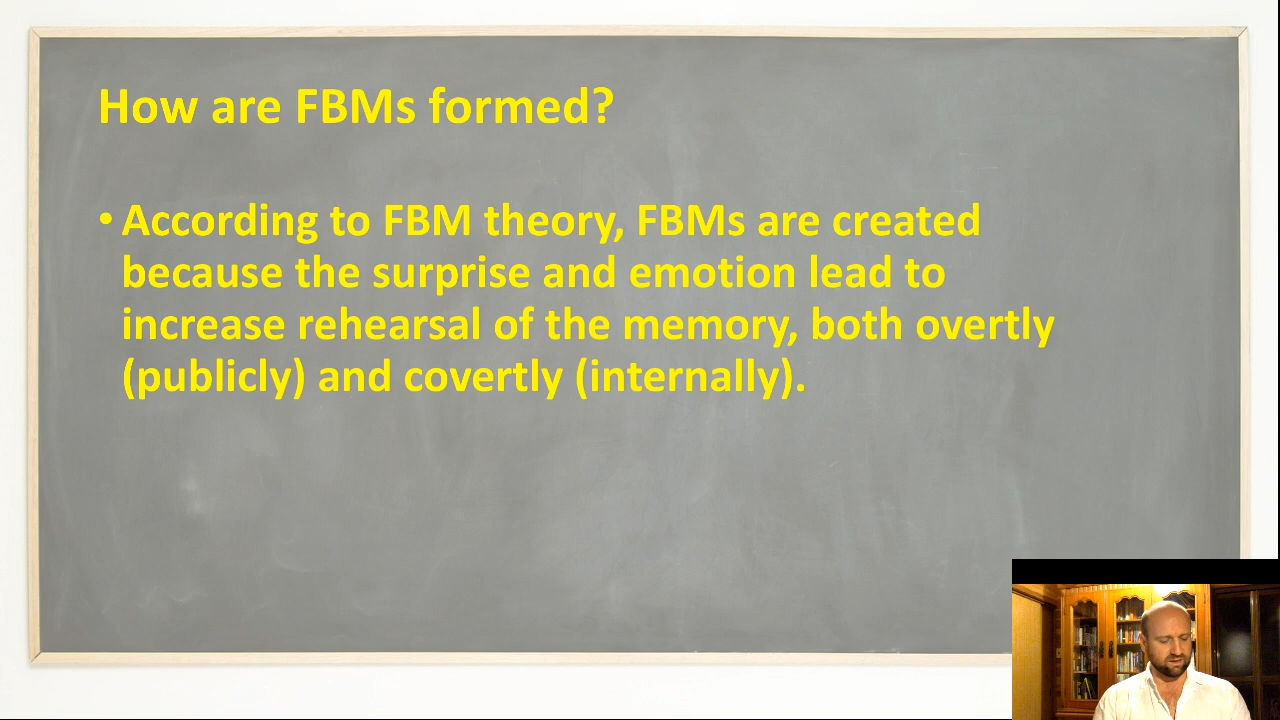 How are FBMs formed?
• According to FBM theory, FBMs are created
because the surprise and emotion lead to
increase rehearsal of the memory, both overtly
(publicly) and covertly (internally).